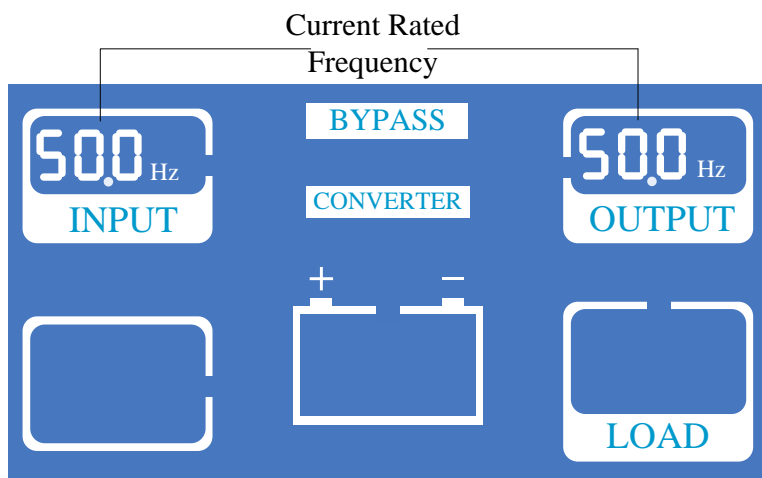 Current Rated
Frequency
50.0 Hz
BYPASS
50.0 Hz
INPUT
CONVERTER
OUTPUT
+ −
LOAD